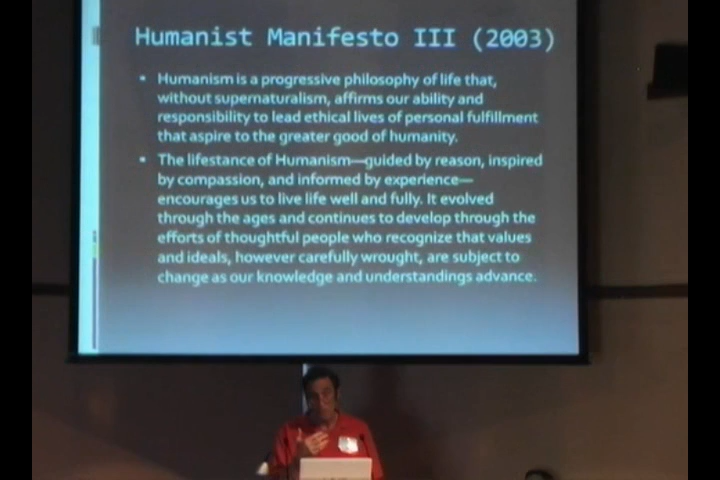 Humanist Manifesto III (2003)
Humanism is a progressive philosophy of life that,
without supernaturalism, affirms our ability and
responsibility to lead ethical lives of personal fulfillment
that aspire to the greater good of humanity.
The lifestance of Humanism—guided by reason, inspired
by compassion, and informed by experience—
encourages us to live life well and fully. It evolved
through the ages and continues to develop through the
efforts of thoughtful people who recognize that values
and ideals, however carefully wrought, are subject to
change as our knowledge and understandings advance.